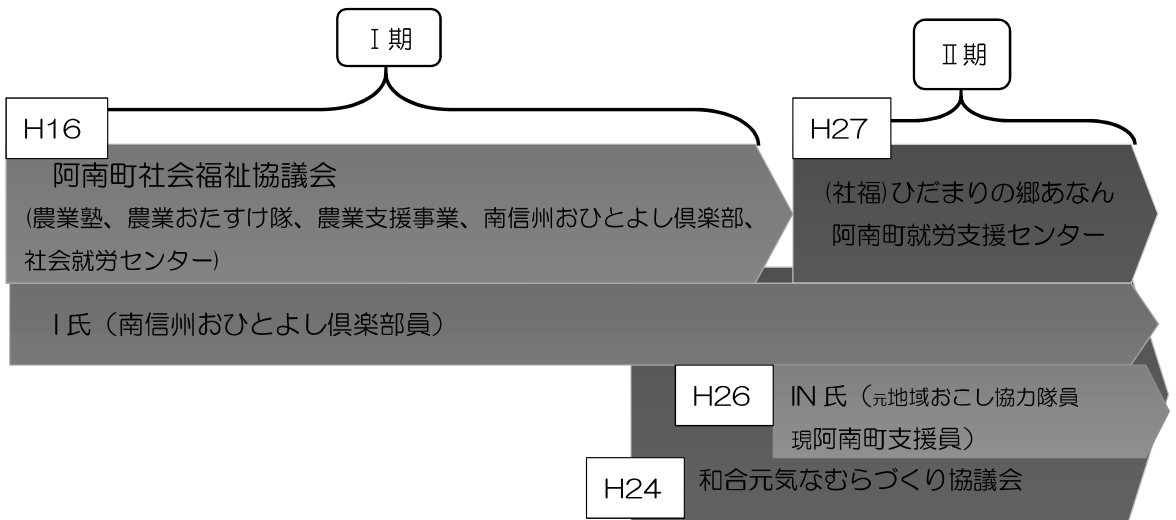 Ⅰ期
Ⅱ期
H16
H27
阿南町社会福祉協議会
(農業塾、農業おたすけ隊、農業支援事業、南信州おひとよし倶楽部、
社会就労センター)
(社福)ひだまりの郷あなん
阿南町就労支援センター
I氏（南信州おひとよし倶楽部員）
H26
IN氏（元地域おこし協力隊員
現阿南町支援員）
H24
和合元気なむらづくり協議会